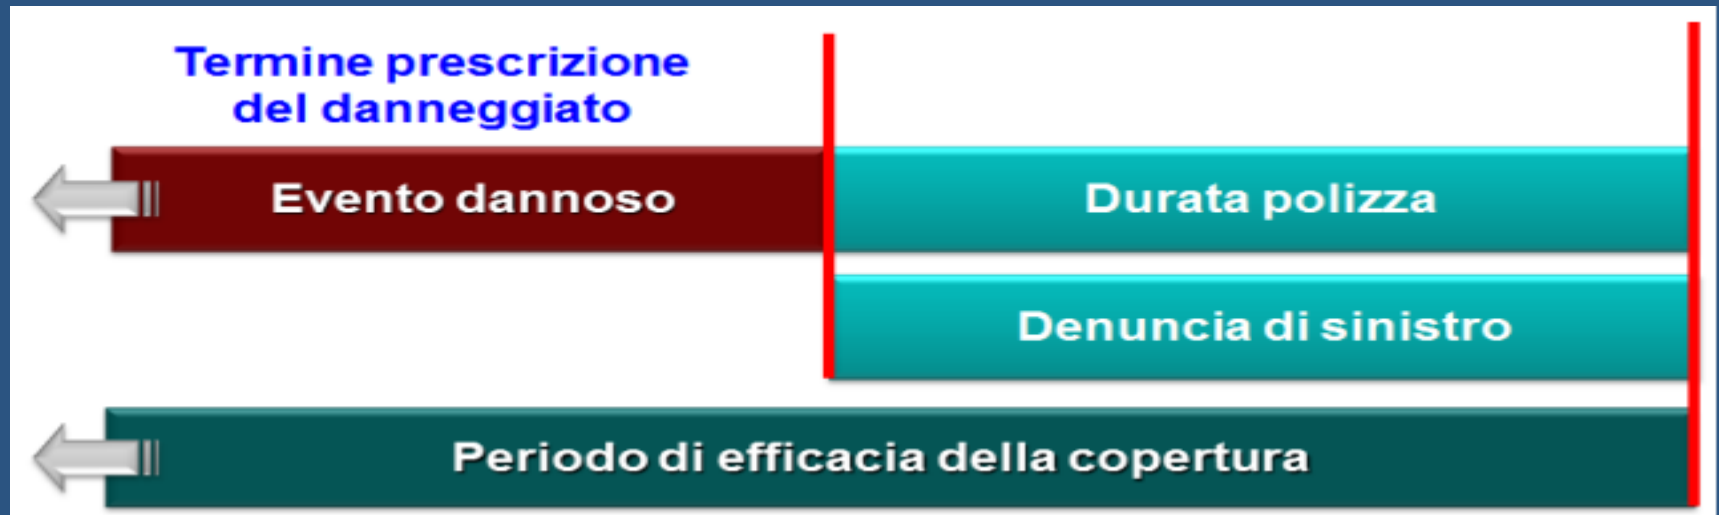 Termine prescrizione
del danneggiato
Evento dannoso
Durata polizza
Denuncia di sinistro
Periodo di efficacia della copertura